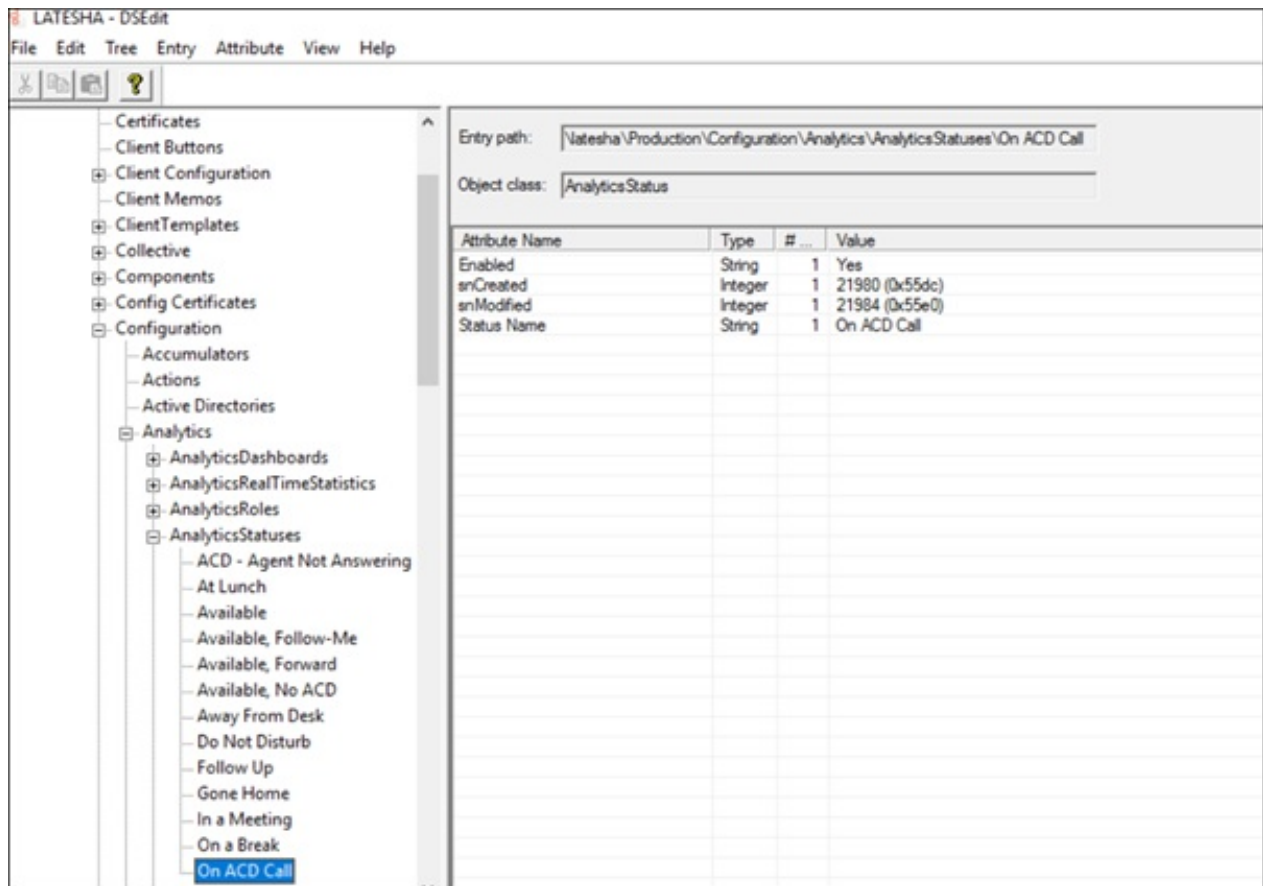 LATESHA - DSEdit
File Edit Tree Entry Attribute View Help
Certificates
Client Buttons
Client Configuration
Client Memos
ClientTemplates
Collective
Components
Config Certificates
Configuration
Accumulators
Actions
Active Directories
Analytics
AnalyticsDashboards
AnalyticsRealTimeStatistics
AnalyticsRoles
AnalyticsStatuses
ACD - Agent Not Answering
At Lunch
Available
Available, Follow-Me
Available, Forward
Available, No ACD
Away From Desk
Do Not Disturb
Follow Up
Gone Home
In a Meeting
On a Break
On ACD Call
Entry path: \latesha\Production\Configuration\Analytics\AnalyticsStatuses\On ACD Call
Object class: AnalyticsStatus
Attribute Name Type # ... Value
Enabled String 1 Yes
snCreated Integer 1 21980 (0x55dc)
snModified Integer 1 21984 (0x55e0)
Status Name String 1 On ACD Call